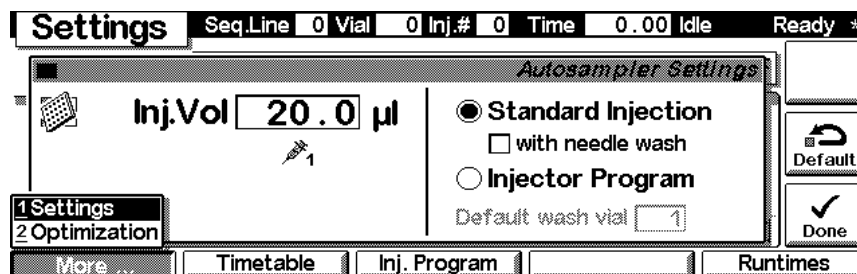 Settings Seq.Line 0 Vial 0 Inj.# 0 Time 0.00 Idle Ready *
Autosampler Settings
Inj.Vol 20.0 µl
1
Standard Injection
with needle wash
Injector Program
Default wash vial 1
Default
Done
1 Settings
2 Optimization
More ...
Timetable
Inj. Program
Runtimes